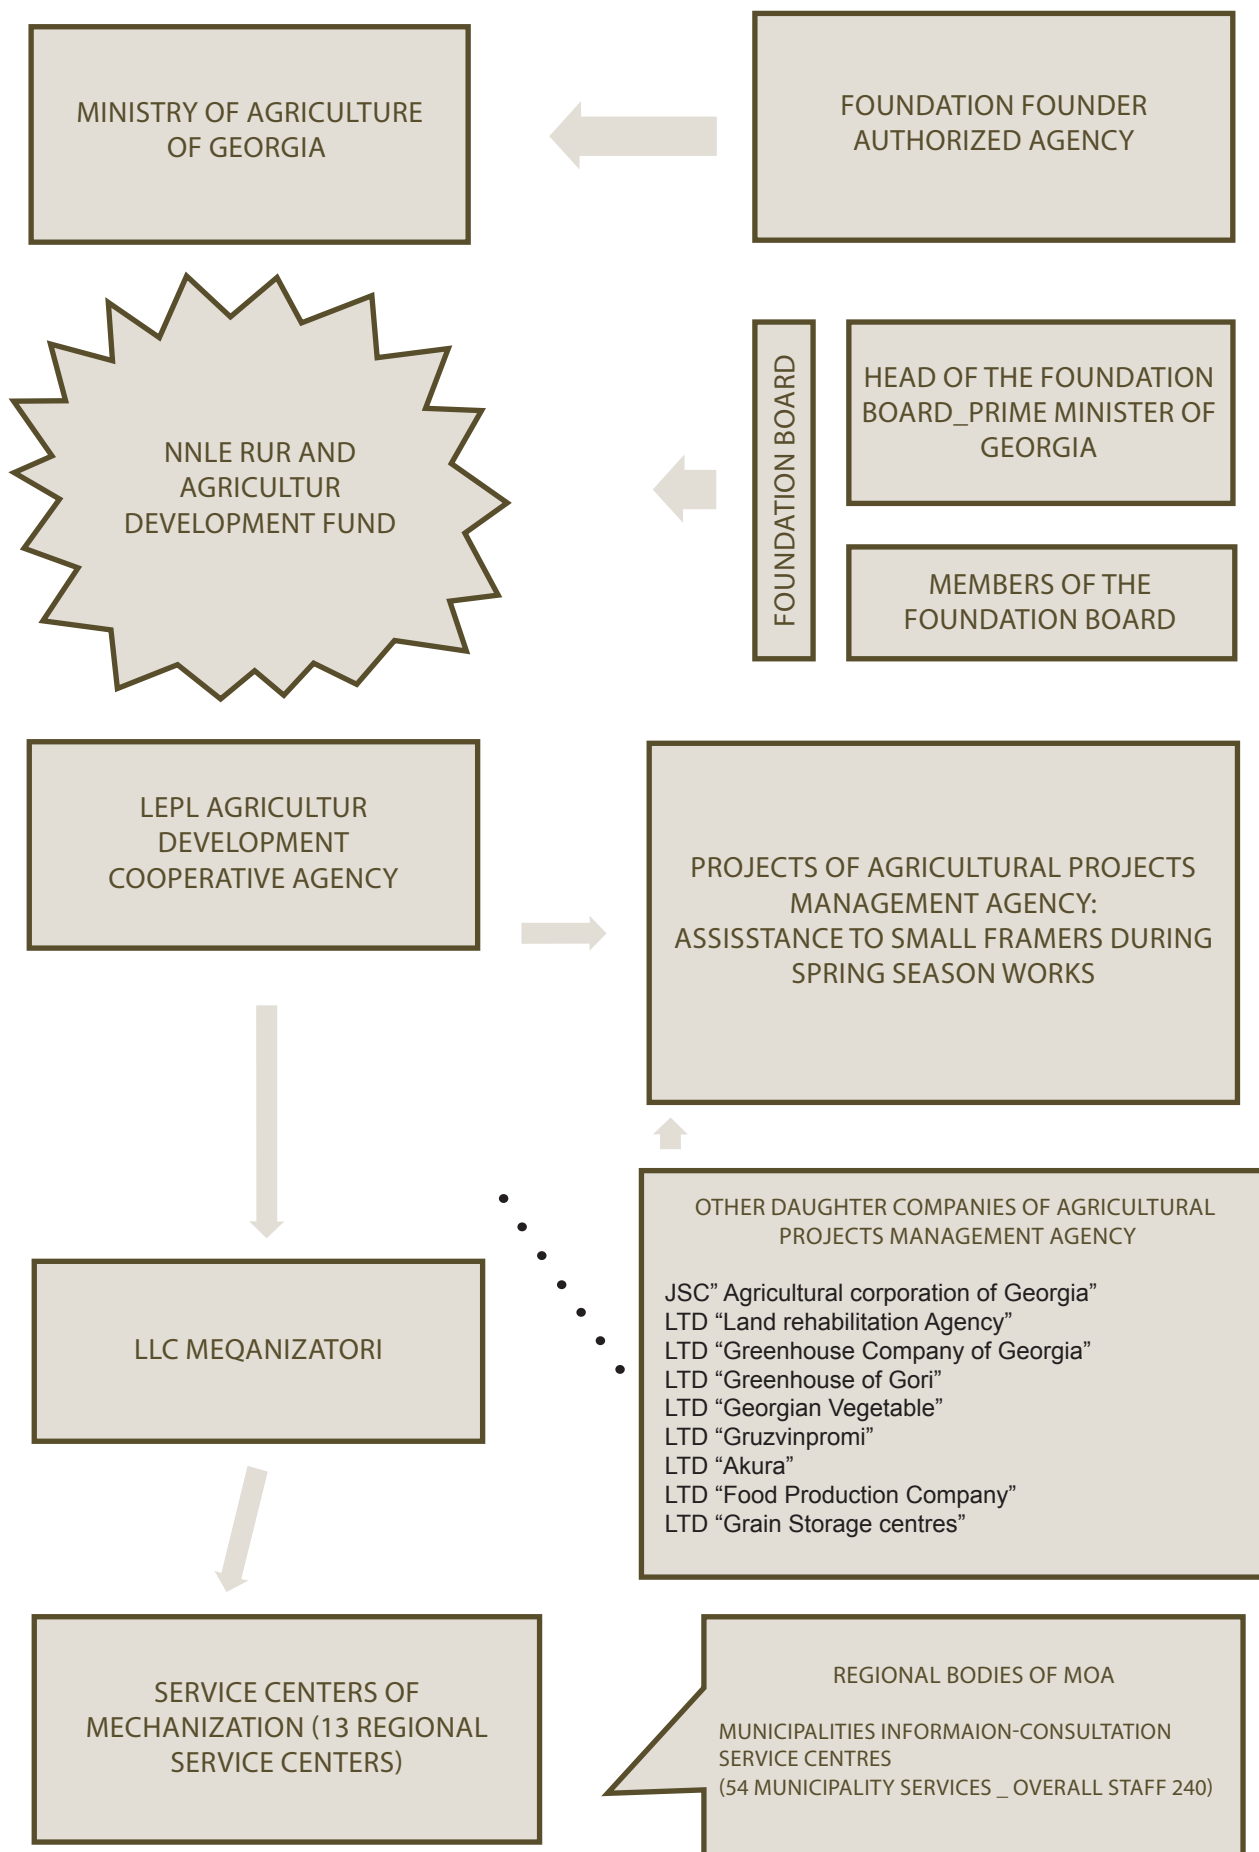 MINISTRY OF AGRICULTURE
OF GEORGIA
FOUNDATION FOUNDER
AUTHORIZED AGENCY
NNLE RUR AND
AGRICULTUR
DEVELOPMENT FUND
FOUNDATION BOARD
HEAD OF THE FOUNDATION
BOARD_PRIME MINISTER OF
GEORGIA
MEMBERS OF THE
FOUNDATION BOARD
LEPL AGRICULTUR
DEVELOPMENT
COOPERATIVE AGENCY
PROJECTS OF AGRICULTURAL PROJECTS
MANAGEMENT AGENCY:
ASSISSTANCE TO SMALL FRAMERS DURING
SPRING SEASON WORKS
OTHER DAUGHTER COMPANIES OF AGRICULTURAL
PROJECTS MANAGEMENT AGENCY
JSC” Agricultural corporation of Georgia”
LTD “Land rehabilitation Agency”
LTD “Greenhouse Company of Georgia”
LTD “Greenhouse of Gori”
LTD “Georgian Vegetable”
LTD “Gruzvinpromi”
LTD “Akura”
LTD “Food Production Company”
LTD “Grain Storage centres”
LLC MEQANIZATORI
SERVICE CENTERS OF
MECHANIZATION (13 REGIONAL
SERVICE CENTERS)
REGIONAL BODIES OF MOA
MUNICIPALITIES INFORMAION-CONSULTATION
SERVICE CENTRES
(54 MUNICIPALITY SERVICES _ OVERALL STAFF 240)